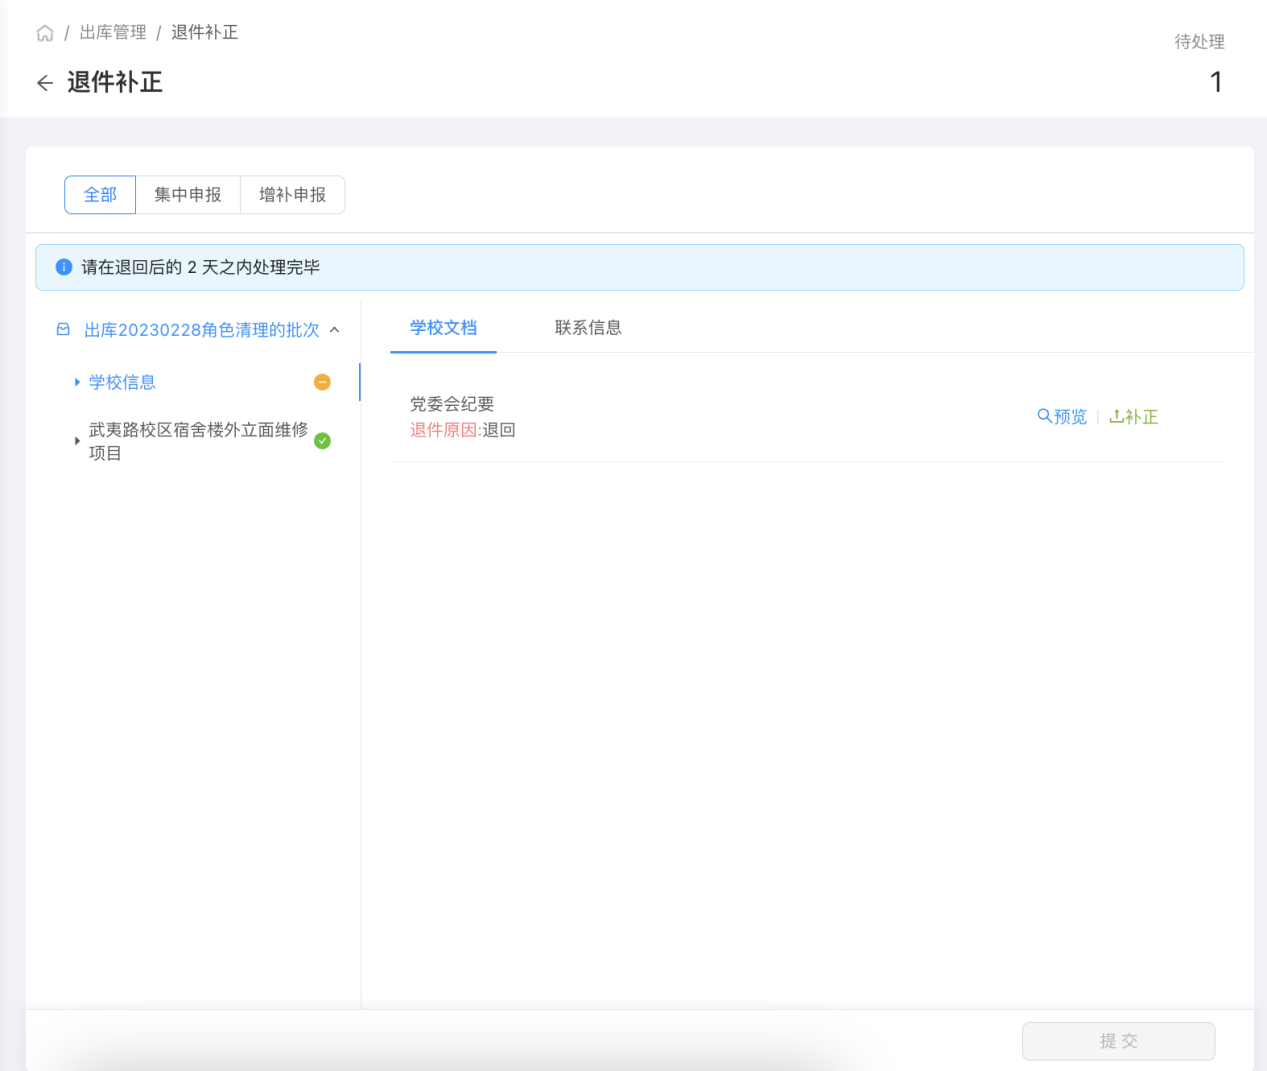 / 出库管理 / 退件补正
待处理
← 退件补正
1
全部 集中申报 增补申报
请在退回后的 2 天之内处理完毕
出库20230228角色清理的批次
学校文档 联系信息
学校信息
党委会纪要
退件原因:退回
预览 补正
武夷路校区宿舍楼外立面维修
项目
提 交